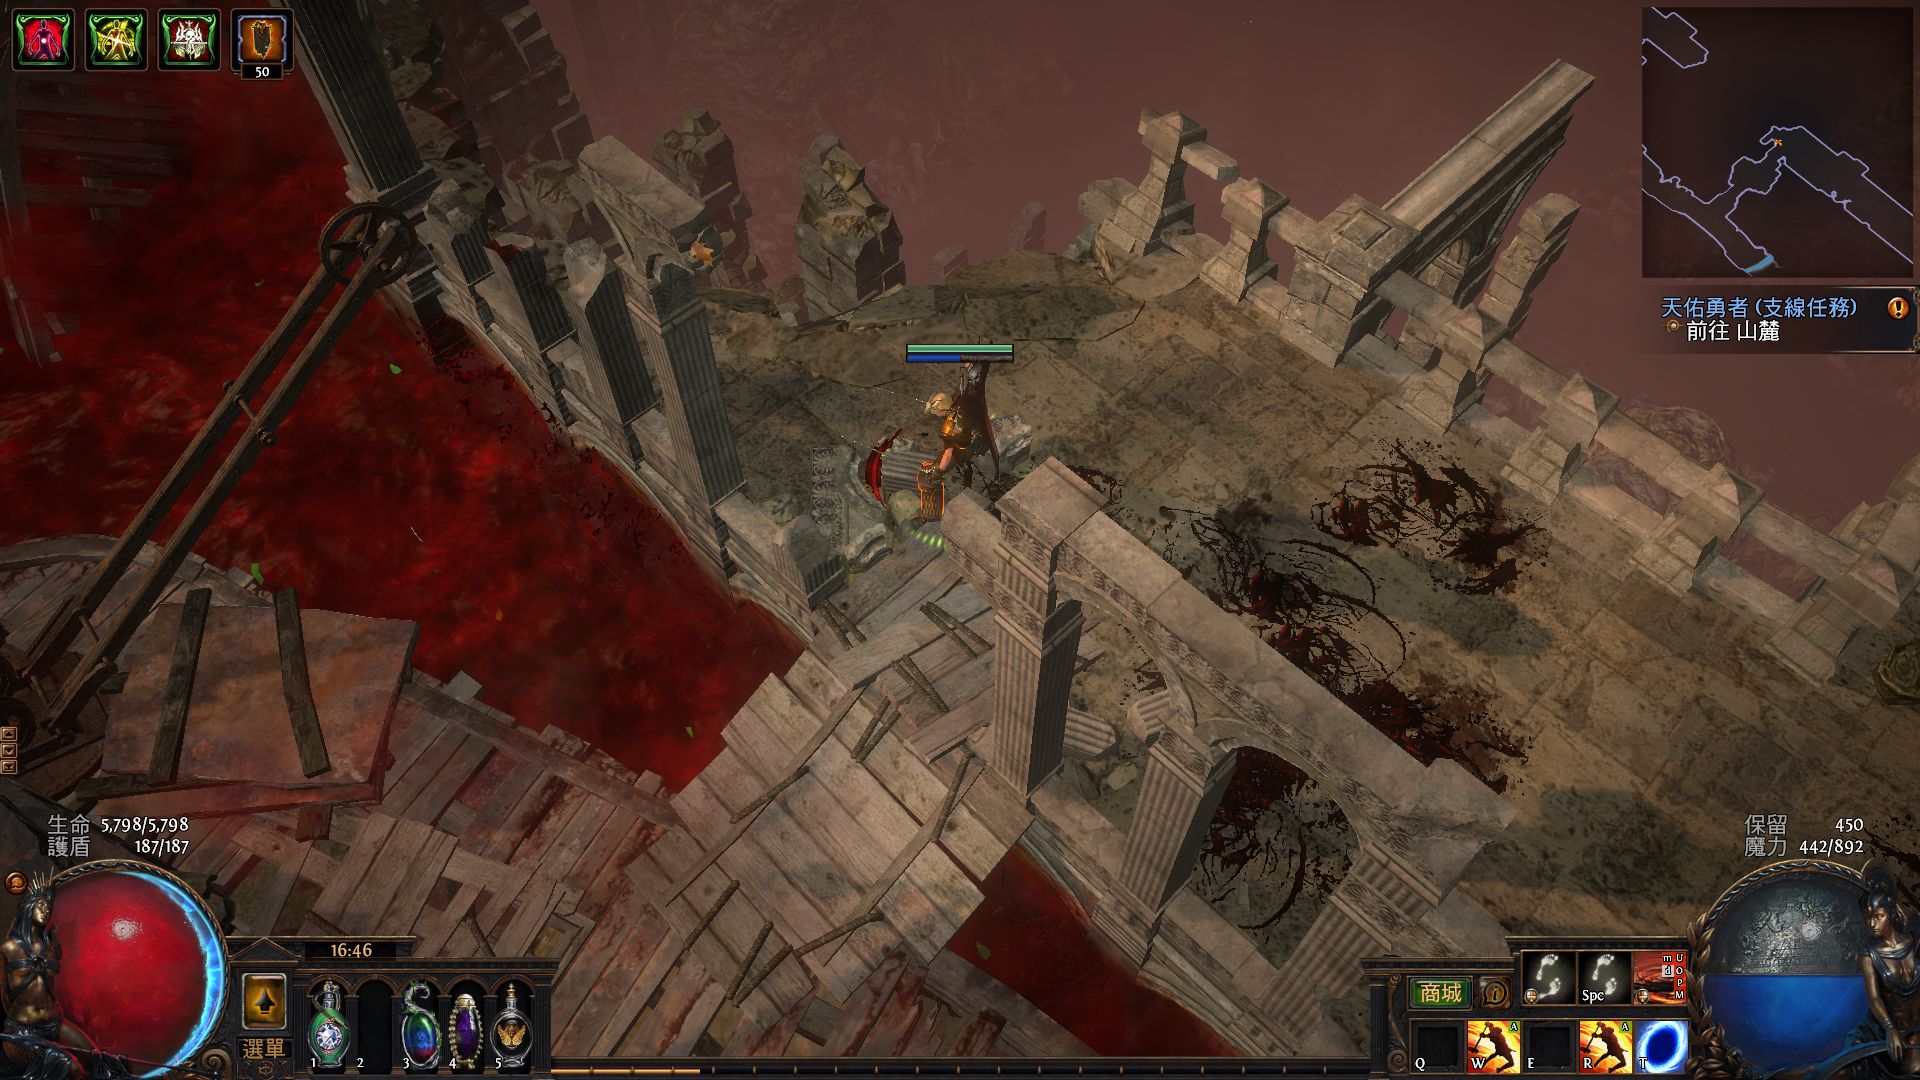 50
天佑勇者 (支線任務)
前往 山麓
生命 5,798/5,798
護盾 187/187
保留 450
魔力 442/892
16:46
選單
1 2 3 4 5
商城
Spc
m U
d O
P
M
Q W A E R A T